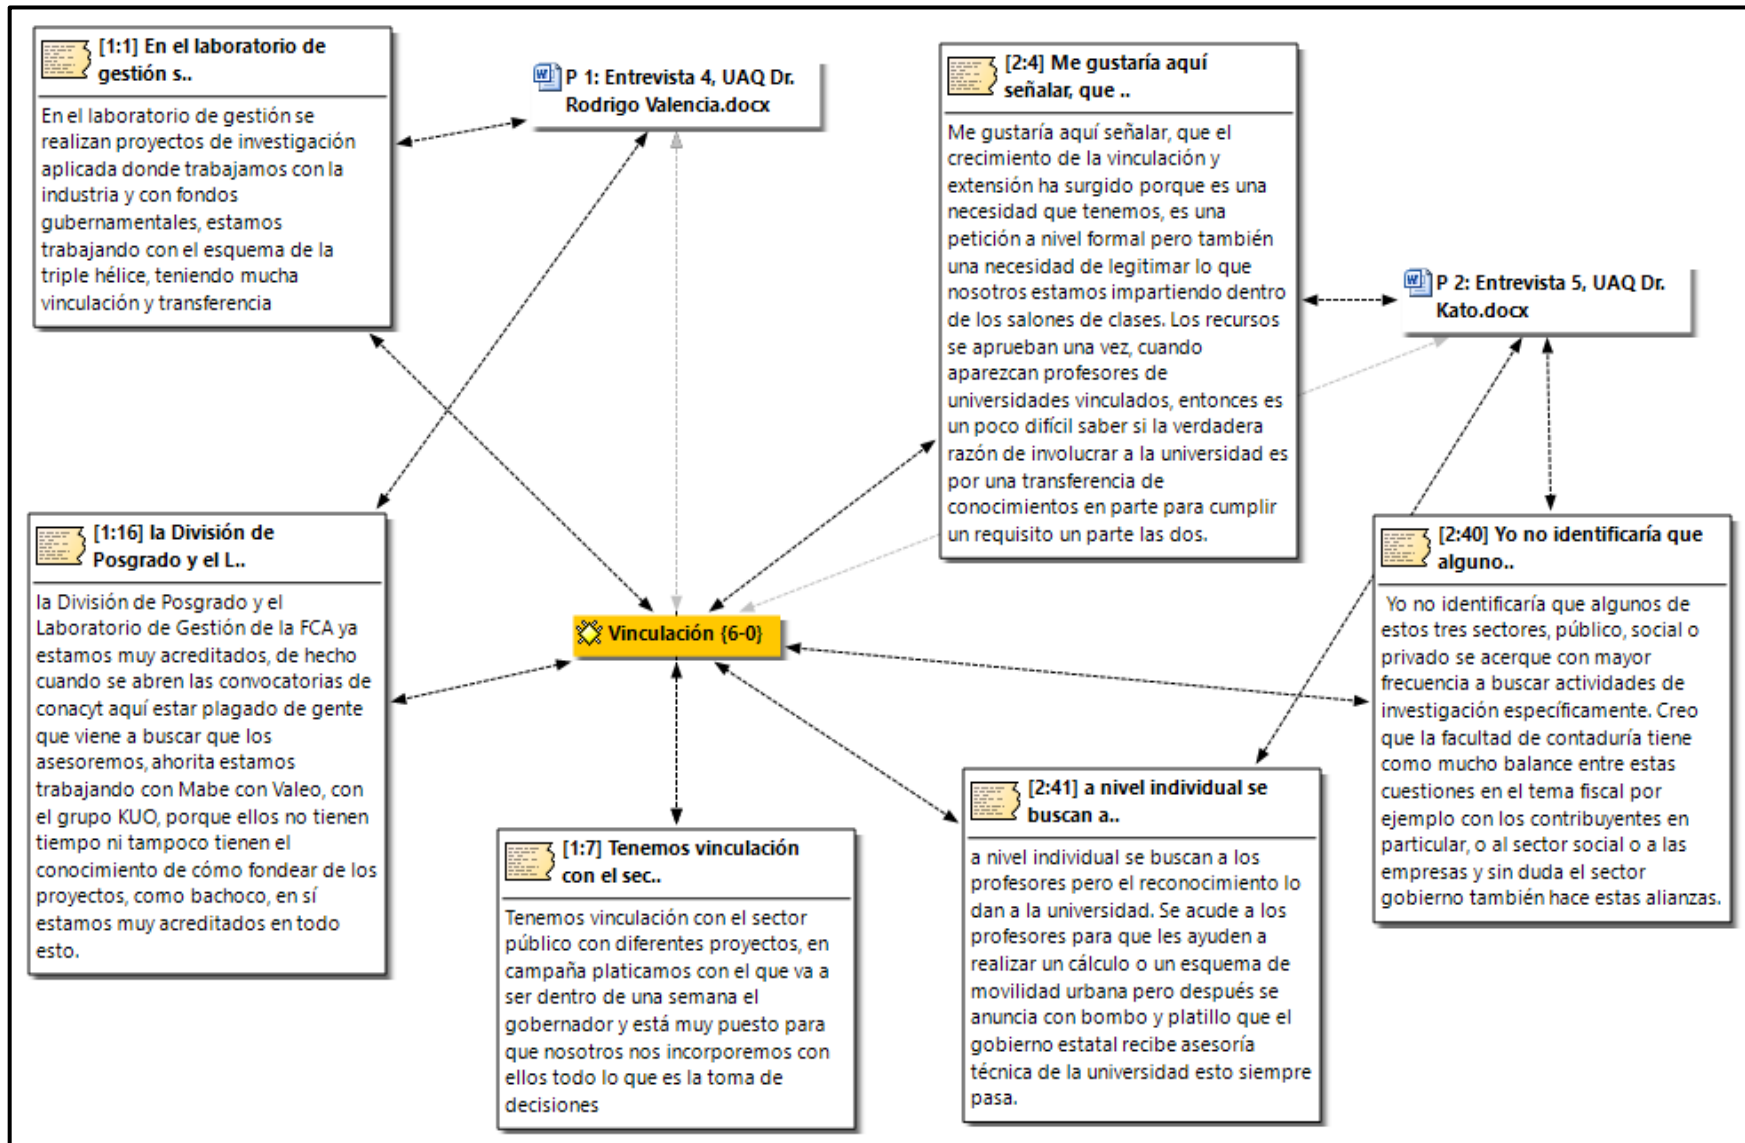 [1:1] En el laboratorio de
gestión s..
En el laboratorio de gestión se
realizan proyectos de investigación
aplicada donde trabajamos con la
industria y con fondos
gubernamentales, estamos
trabajando con el esquema de la
triple hélice, teniendo mucha
vinculación y transferencia
P 1: Entrevista 4, UAQ Dr.
Rodrigo Valencia.docx
[2:4] Me gustaría aquí
señalar, que ..
Me gustaría aquí señalar, que el
crecimiento de la vinculación y
extensión ha surgido porque es una
necesidad que tenemos, es una
petición a nivel formal pero también
una necesidad de legitimar lo que
nosotros estamos impartiendo dentro
de los salones de clases. Los recursos
se aprueban una vez, cuando
aparezcan profesores de
universidades vinculados, entonces es
un poco difícil saber si la verdadera
razón de involucrar a la universidad es
por una transferencia de
conocimientos en parte para cumplir
un requisito un parte las dos.
P 2: Entrevista 5, UAQ Dr.
Kato.docx
[1:16] la División de
Posgrado y el L..
la División de Posgrado y el
Laboratorio de Gestión de la FCA ya
estamos muy acreditados, de hecho
cuando se abren las convocatorias de
conacyt aquí estar plagado de gente
que viene a buscar que los
asesoremos, ahorita estamos
trabajando con Mabe con Valeo, con
el grupo KUO, porque ellos no tienen
tiempo ni tampoco tienen el
conocimiento de cómo fondear de los
proyectos, como bachoco, en sí
estamos muy acreditados en todo
esto.
Vinculación {6-0}
[2:40] Yo no identificaría que
alguno..
Yo no identificaría que algunos de
estos tres sectores, público, social o
privado se acerque con mayor
frecuencia a buscar actividades de
investigación específicamente. Creo
que la facultad de contaduría tiene
como mucho balance entre estas
cuestiones en el tema fiscal por
ejemplo con los contribuyentes en
particular, o al sector social o a las
empresas y sin duda el sector
gobierno también hace estas alianzas.
[1:7] Tenemos vinculación
con el sec..
Tenemos vinculación con el sector
público con diferentes proyectos, en
campaña platicamos con el que va a
ser dentro de una semana el
gobernador y está muy puesto para
que nosotros nos incorporemos con
ellos todo lo que es la toma de
decisiones
[2:41] a nivel individual se
buscan a..
a nivel individual se buscan a los
profesores pero el reconocimiento lo
dan a la universidad. Se acude a los
profesores para que les ayuden a
realizar un cálculo o un esquema de
movilidad urbana pero después se
anuncia con bombo y platillo que el
gobierno estatal recibe asesoría
técnica de la universidad esto siempre
pasa.